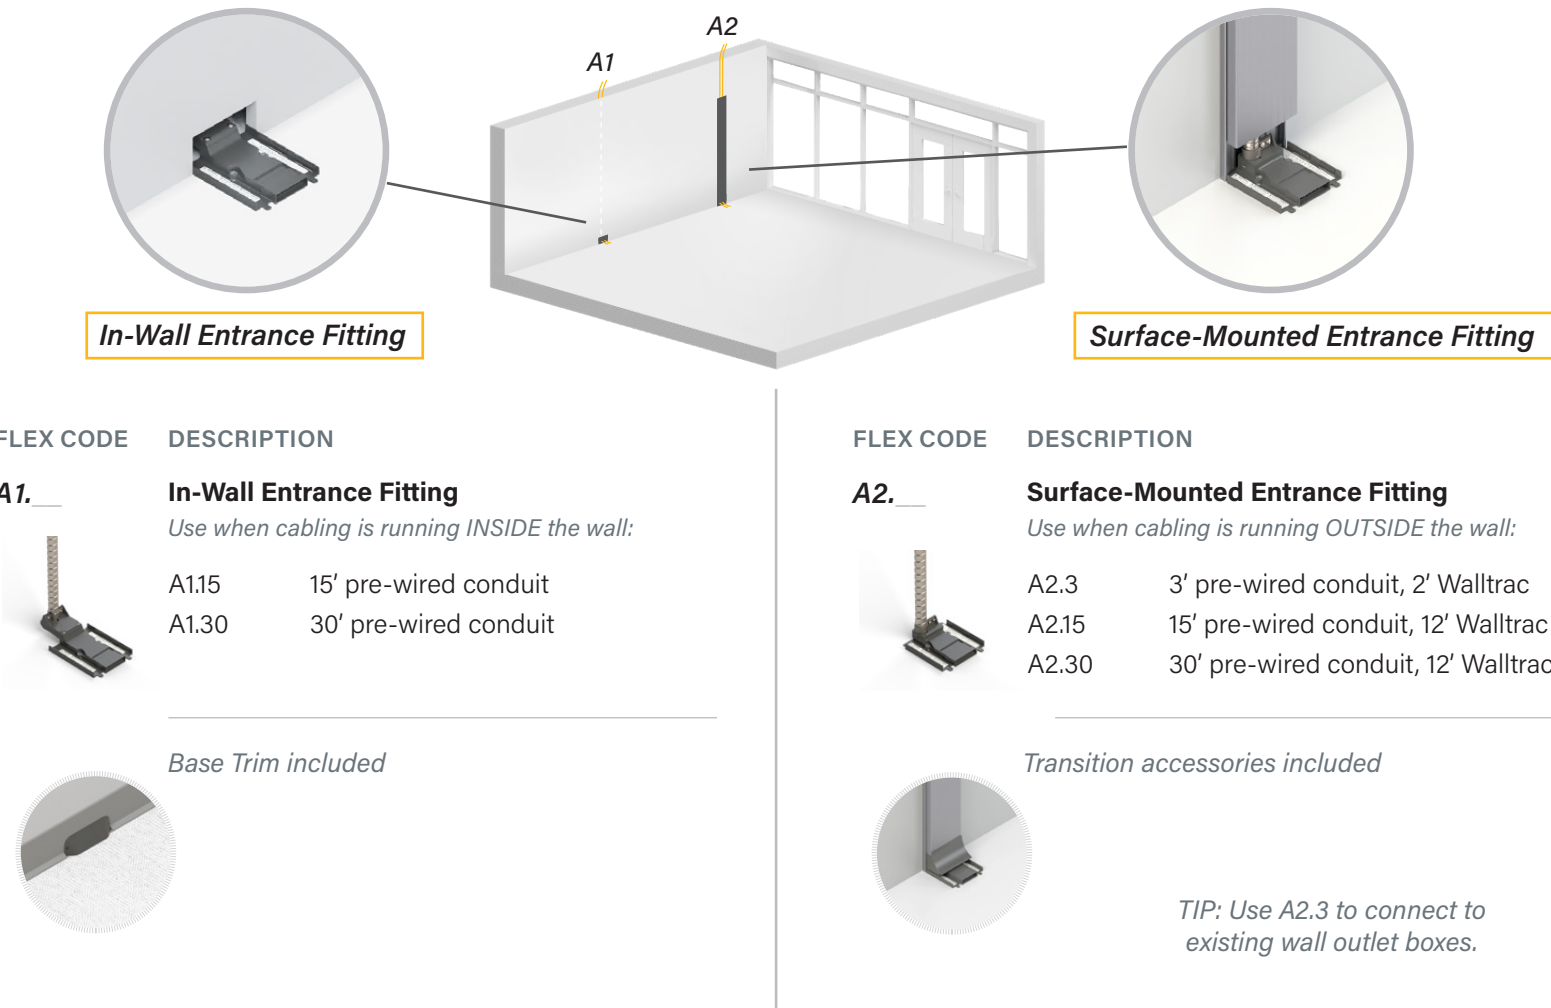 A2
A1
In-Wall Entrance Fitting
Surface-Mounted Entrance Fitting
FLEX CODE DESCRIPTION
A1.__ In-Wall Entrance Fitting
Use when cabling is running INSIDE the wall:
A1.15 15′ pre-wired conduit
A1.30 30′ pre-wired conduit
Base Trim included
FLEX CODE DESCRIPTION
A2.__ Surface-Mounted Entrance Fitting
Use when cabling is running OUTSIDE the wall:
A2.3 3′ pre-wired conduit, 2′ Walltrac
A2.15 15′ pre-wired conduit, 12′ Walltrac
A2.30 30′ pre-wired conduit, 12′ Walltrac
Transition accessories included
TIP: Use A2.3 to connect to
existing wall outlet boxes.